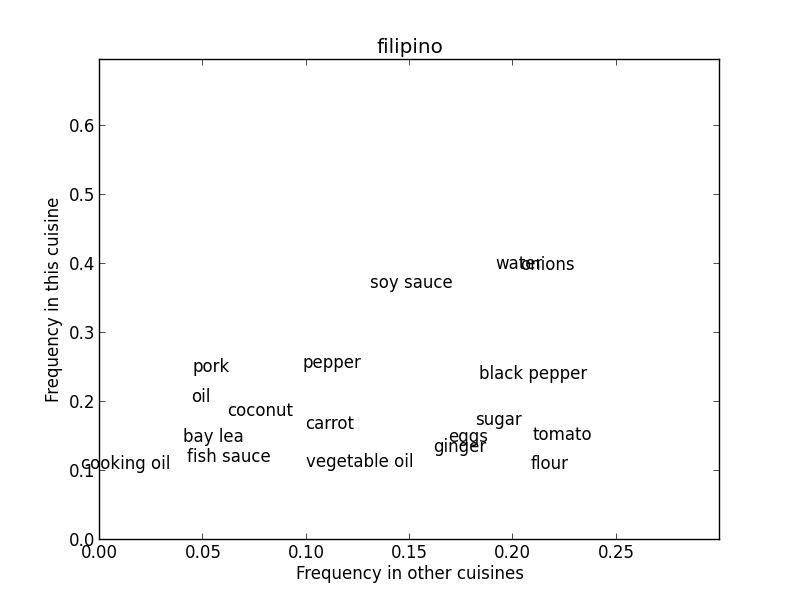 filipino
0.6
0.5
0.4
0.3
0.2
0.1
0.0
Frequency in this cuisine
water
onions
soy sauce
pork
pepper
black pepper
oil
coconut
carrot
sugar
bay lea
eggs
tomato
ginger
fish sauce
cooking oil
vegetable oil
flour
0.00 0.05 0.10 0.15 0.20 0.25
Frequency in other cuisines